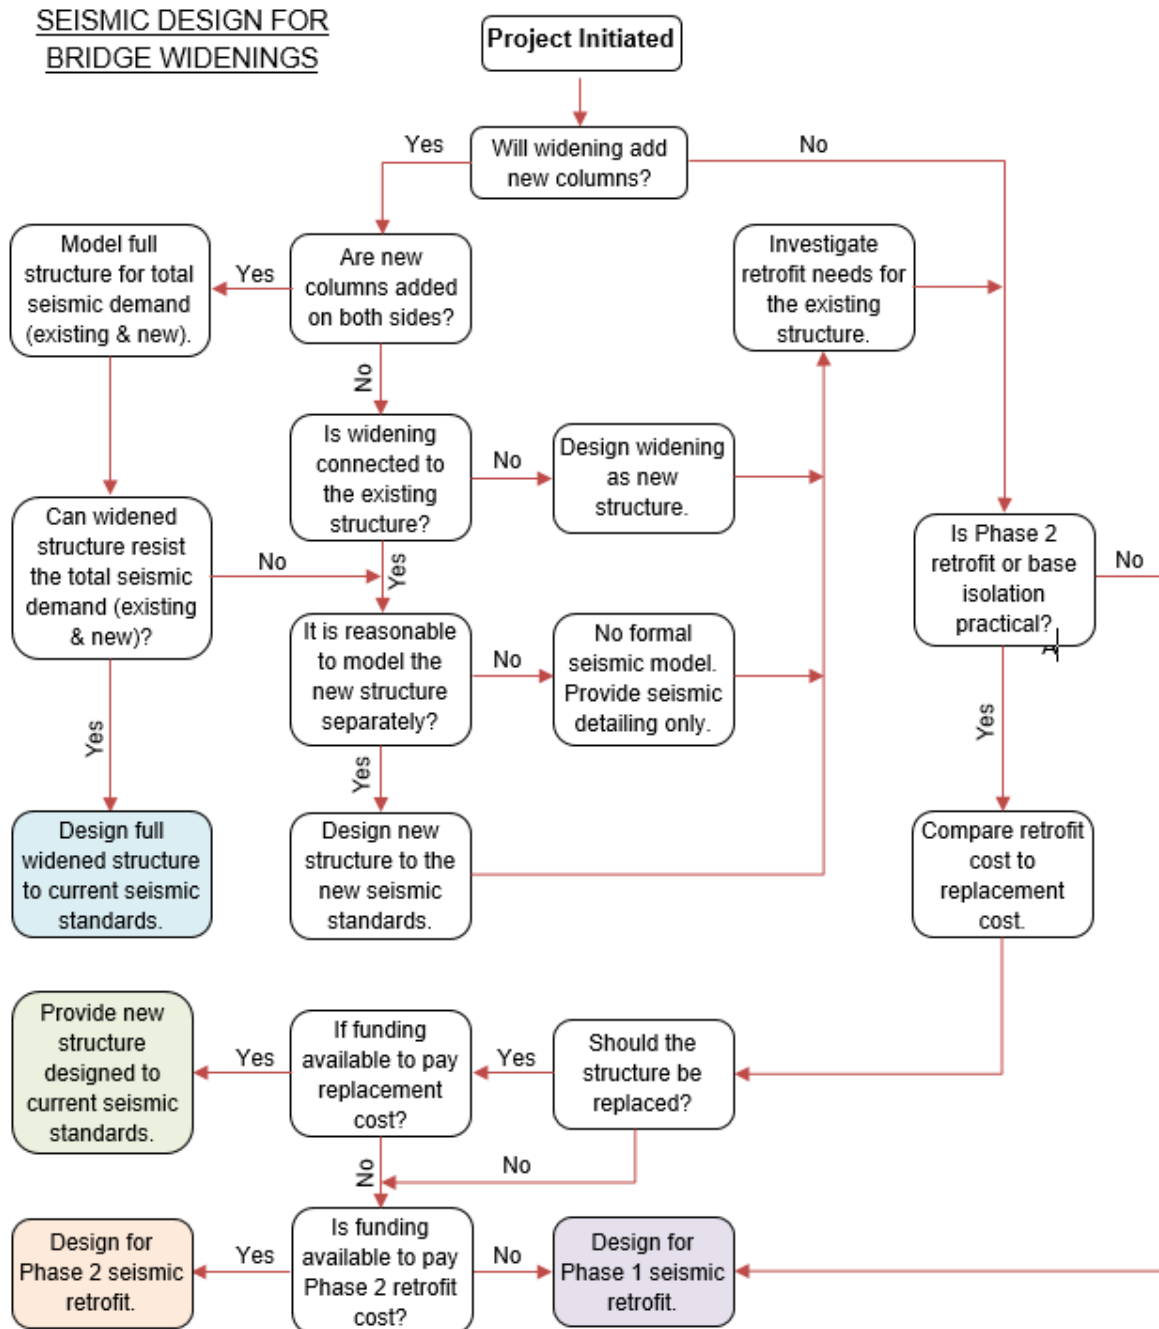 SEISMIC DESIGN FOR
BRIDGE WIDENINGS
Project Initiated
Yes
Will widening add
new columns?
No
Model full
structure for total
seismic demand
(existing & new).
Yes
Are new
columns added
on both sides?
Investigate
retrofit needs for
the existing
structure.
No
Is widening
connected to
the existing
structure?
No
Design widening
as new
structure.
Can widened
structure resist
the total seismic
demand (existing
& new)?
No
Yes
Is Phase 2
retrofit or base
isolation
practical?
No
It is reasonable
to model the
new structure
separately?
No
No formal
seismic model.
Provide seismic
detailing only.
Yes
Yes
Yes
Design full
widened structure
to current seismic
standards.
Design new
structure to the
new seismic
standards.
Compare retrofit
cost to
replacement
cost.
Provide new
structure
designed to
current seismic
standards.
Yes
If funding
available to pay
replacement
cost?
Yes
Should the
structure be
replaced?
No
No
Design for
Phase 2 seismic
retrofit.
Yes
Is funding
available to pay
Phase 2 retrofit
cost?
No
Design for
Phase 1 seismic
retrofit.